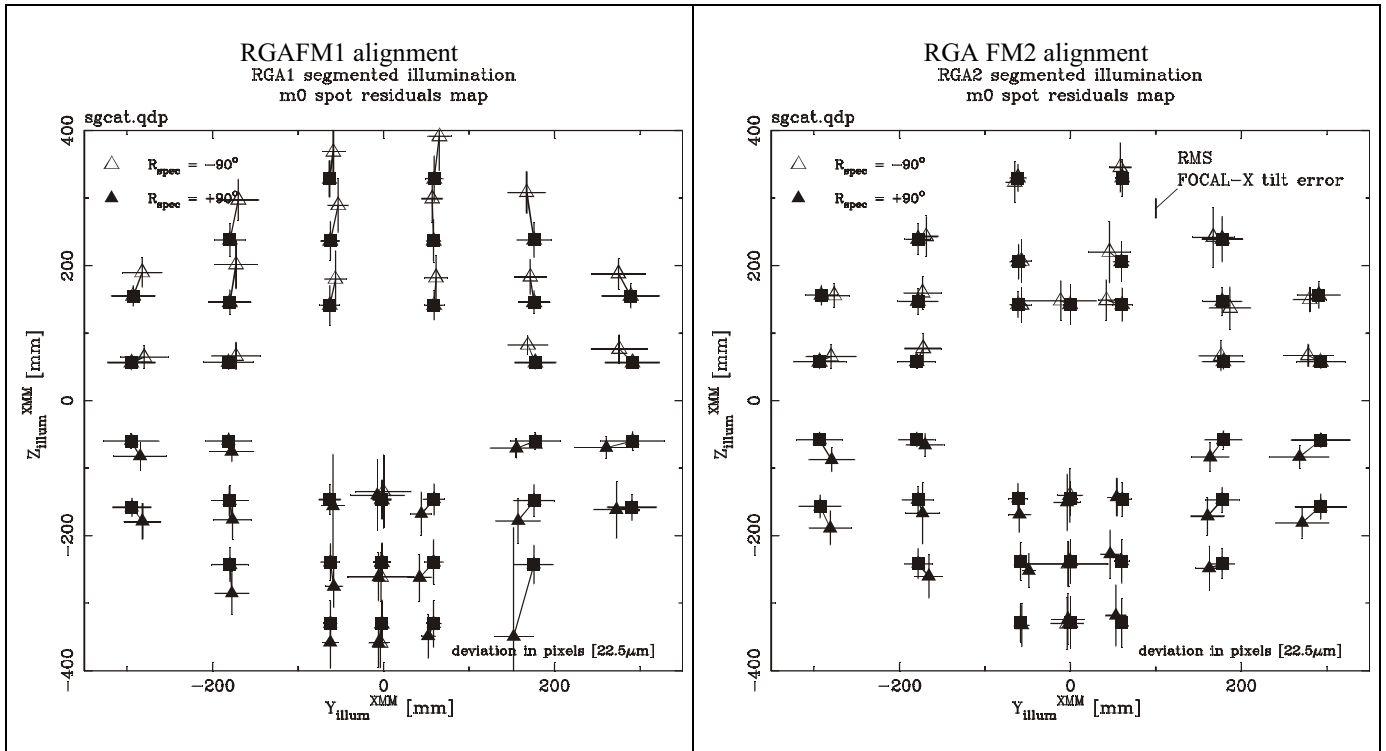 RGAFM1 alignment
RGA1 segmented illumination
m0 spot residuals map
sgcat.qdp
400
200
0
−200
−400
Z_illum^XMM [mm]
R_spec = −90°
R_spec = +90°
deviation in pixels [22.5μm]
−200
0
200
Y_illum^XMM [mm]
RGA FM2 alignment
RGA2 segmented illumination
m0 spot residuals map
sgcat.qdp
400
200
0
−200
−400
Z_illum^XMM [mm]
R_spec = −90°
R_spec = +90°
RMS
FOCAL-X tilt error
deviation in pixels [22.5μm]
−200
0
200
Y_illum^XMM [mm]